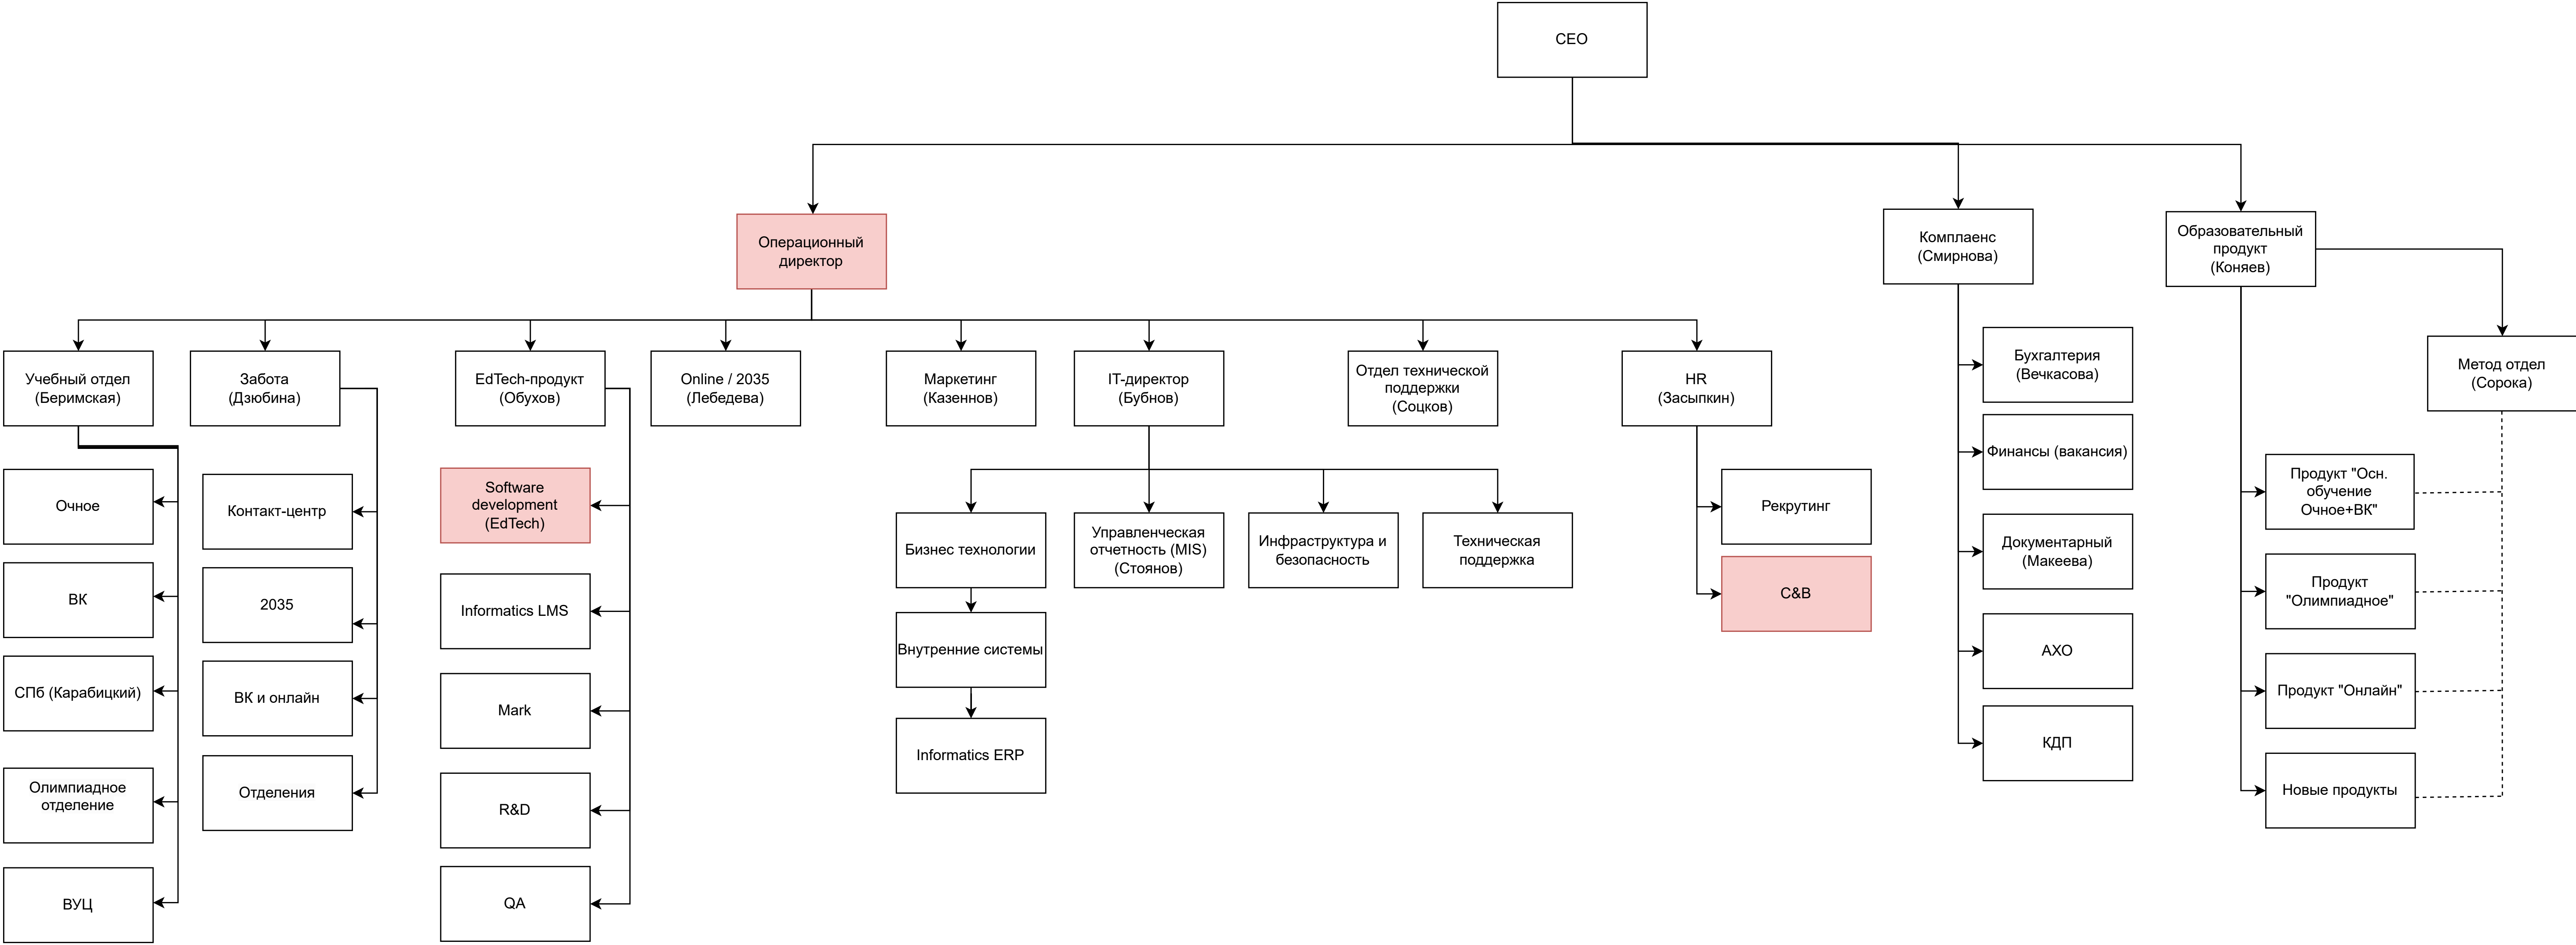 CEO
Операционный
директор
Комплаенс
(Смирнова)
Образовательный
продукт
(Коняев)
Учебный отдел
(Беримская)
Забота
(Дзюбина)
EdTech-продукт
(Обухов)
Online / 2035
(Лебедева)
Маркетинг
(Казеннов)
IT-директор
(Бубнов)
Отдел технической
поддержки
(Соцков)
HR
(Засыпкин)
Бухгалтерия
(Вечкасова)
Метод отдел
(Сорока)
Очное
ВК
СПб (Карабицкий)
Олимпиадное
отделение
ВУЦ
Контакт-центр
2035
ВК и онлайн
Отделения
Software
development
(EdTech)
Informatics LMS
Mark
R&D
QA
Бизнес технологии
Внутренние системы
Informatics ERP
Управленческая
отчетность (MIS)
(Стоянов)
Инфраструктура и
безопасность
Техническая
поддержка
Рекрутинг
C&B
Финансы (вакансия)
Документарный
(Макеева)
АХО
КДП
Продукт "Осн.
обучение
Очное+ВК"
Продукт
"Олимпиадное"
Продукт "Онлайн"
Новые продукты